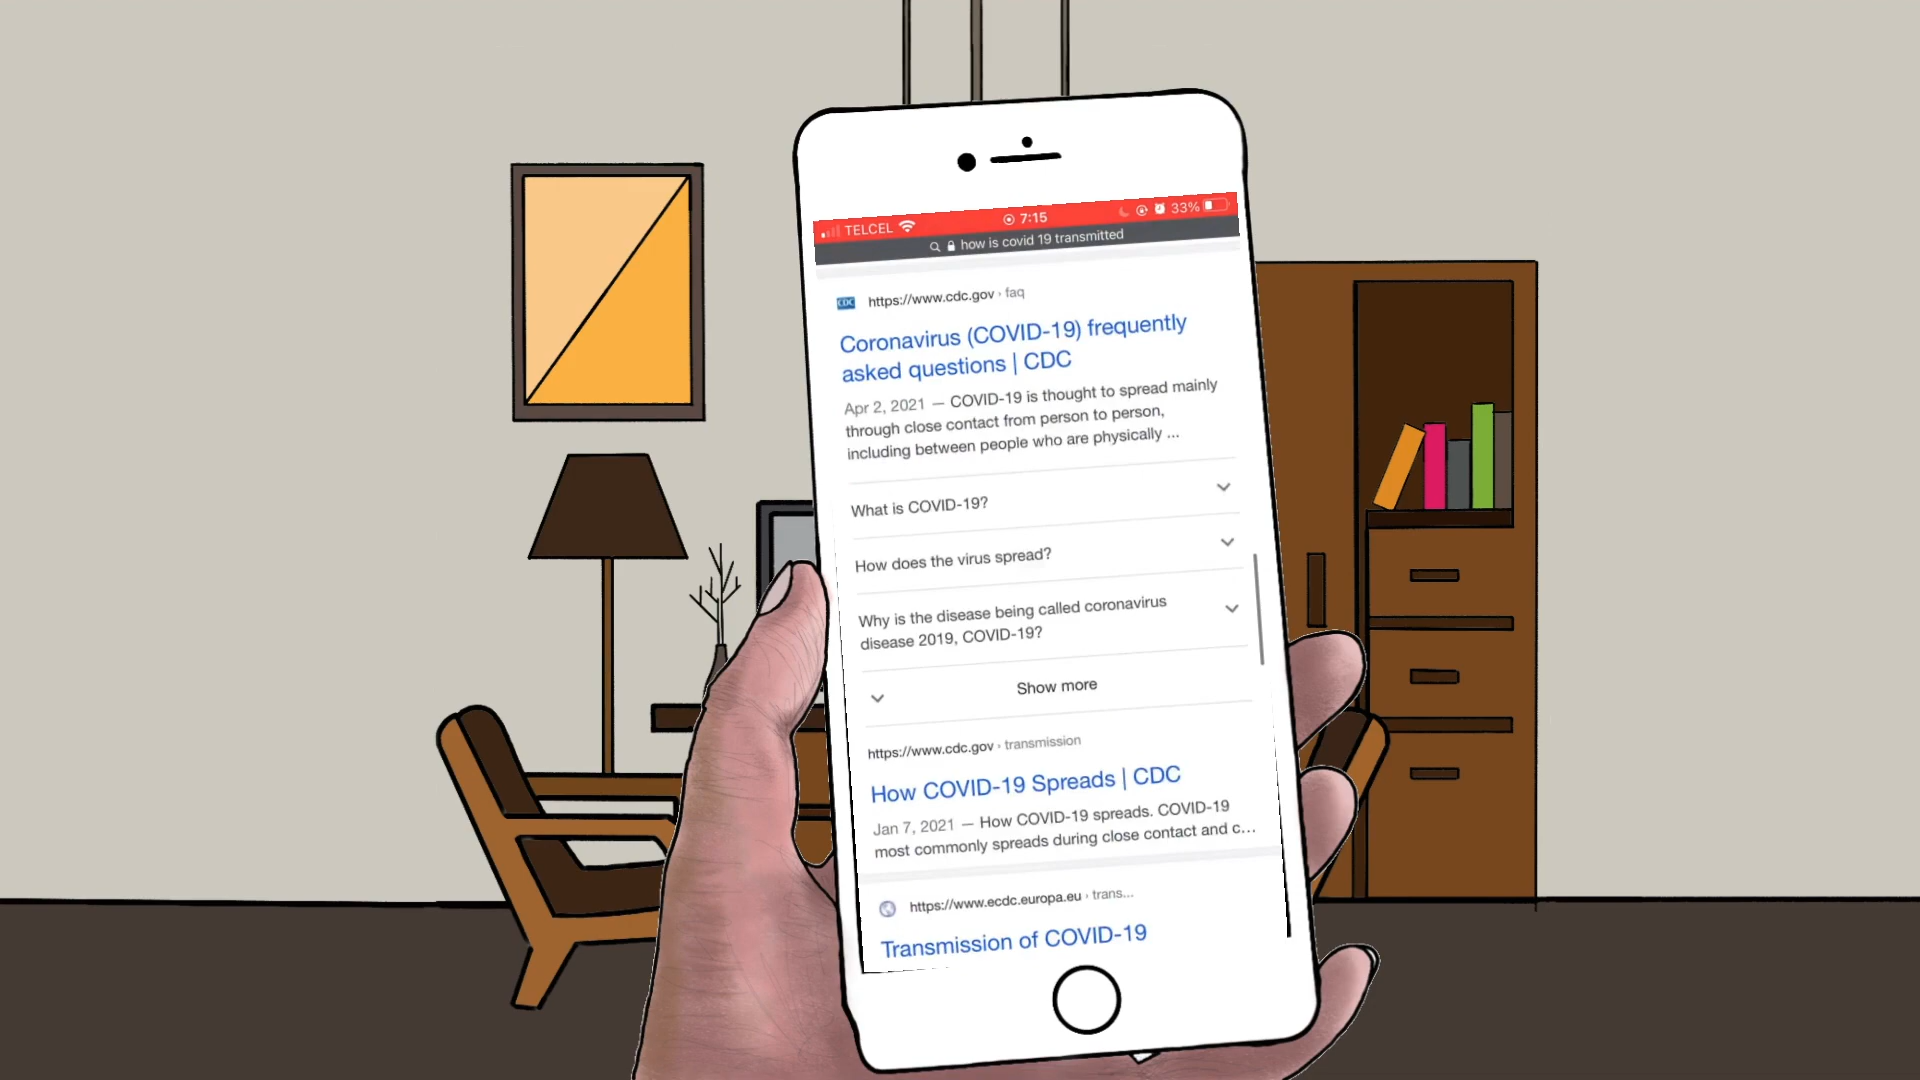 TELCEL 7:15 33%
how is covid 19 transmitted
CDC https://www.cdc.gov › faq
Coronavirus (COVID-19) frequently
asked questions | CDC
Apr 2, 2021 — COVID-19 is thought to spread mainly
through close contact from person to person,
including between people who are physically ...
What is COVID-19?
How does the virus spread?
Why is the disease being called coronavirus
disease 2019, COVID-19?
Show more
https://www.cdc.gov › transmission
How COVID-19 Spreads | CDC
Jan 7, 2021 — How COVID-19 spreads. COVID-19
most commonly spreads during close contact and c...
https://www.ecdc.europa.eu › trans...
Transmission of COVID-19